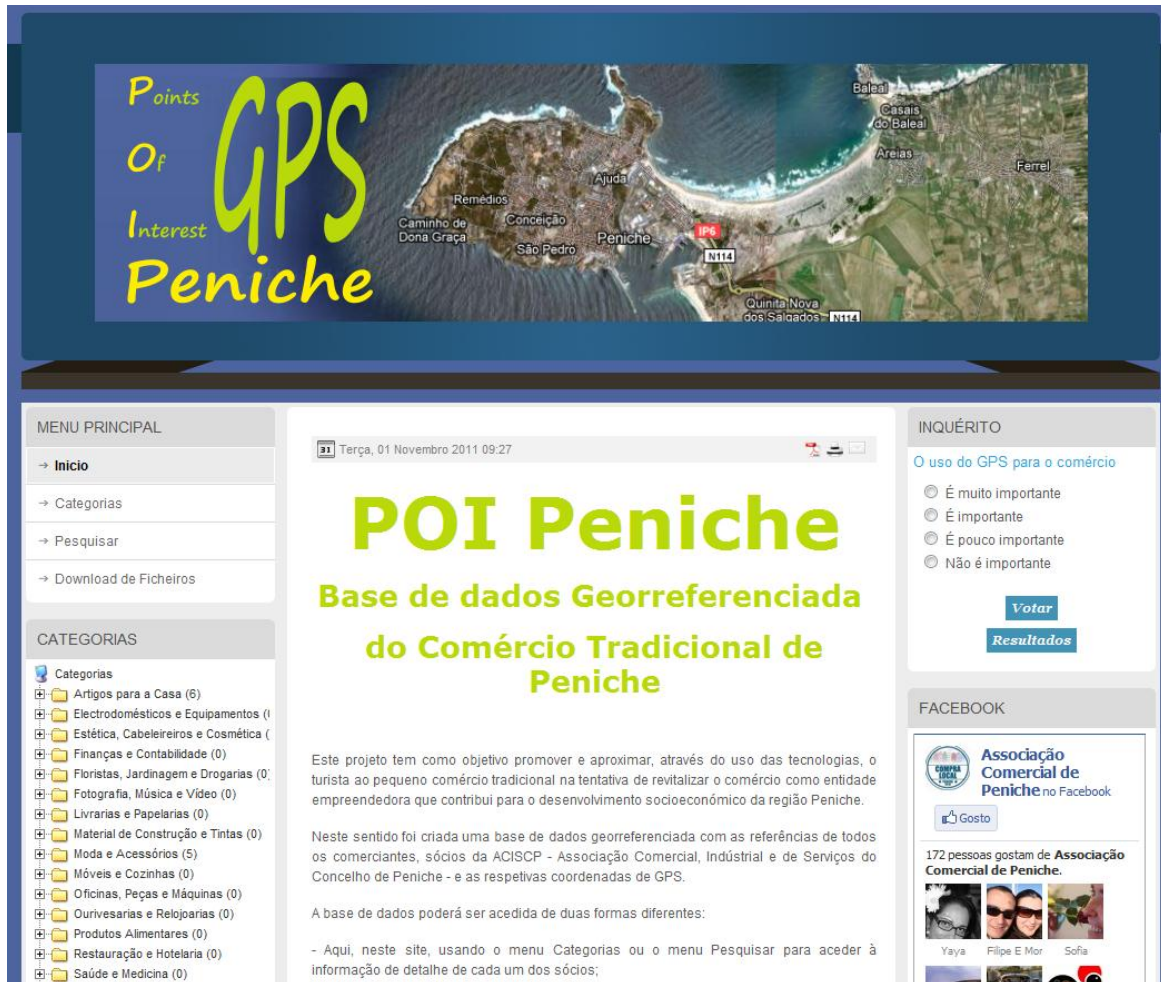 Points
Of
Interest
GPS
Peniche
Baleal
Casais
do Baleal
Areias
Ferrel
Ajuda
Remédios
Caminho de
Dona Graça
Conceição
São Pedro
Peniche
IP6
N114
Quinita Nova
dos Salgados
N114
MENU PRINCIPAL
Inicio
Categorias
Pesquisar
Download de Ficheiros
CATEGORIAS
Categorias
Artigos para a Casa (6)
Electrodomésticos e Equipamentos (
Estética, Cabeleireiros e Cosmética (
Finanças e Contabilidade (0)
Floristas, Jardinagem e Drogarias (0)
Fotografia, Música e Vídeo (0)
Livrarias e Papelarias (0)
Material de Construção e Tintas (0)
Moda e Acessórios (5)
Móveis e Cozinhas (0)
Oficinas, Peças e Máquinas (0)
Ourivesarias e Relojoarias (0)
Produtos Alimentares (0)
Restauração e Hotelaria (0)
Saúde e Medicina (0)
31 Terça, 01 Novembro 2011 09:27
POI Peniche
Base de dados Georreferenciada
do Comércio Tradicional de
Peniche
Este projeto tem como objetivo promover e aproximar, através do uso das tecnologias, o
turista ao pequeno comércio tradicional na tentativa de revitalizar o comércio como entidade
empreendedora que contribui para o desenvolvimento socioeconómico da região Peniche.
Neste sentido foi criada uma base de dados georreferenciada com as referências de todos
os comerciantes, sócios da ACISCP - Associação Comercial, Indústrial e de Serviços do
Concelho de Peniche - e as respetivas coordenadas de GPS.
A base de dados poderá ser acedida de duas formas diferentes:
- Aqui, neste site, usando o menu Categorias ou o menu Pesquisar para aceder à
informação de detalhe de cada um dos sócios;
INQUÉRITO
O uso do GPS para o comércio
É muito importante
É importante
É pouco importante
Não é importante
Votar
Resultados
FACEBOOK
COMPRA
LOCAL
Associação
Comercial de
Peniche no Facebook
Gosto
172 pessoas gostam de Associação
Comercial de Peniche.
Yaya Filipe E Mor Sofia